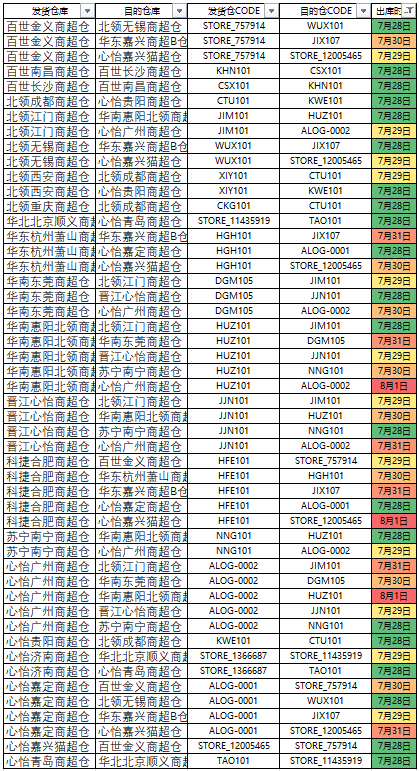 发货仓库 目的仓库 发货仓CODE 目的仓CODE 出库时
百世金义商超仓 北领无锡商超仓 STORE_757914 WUX101 7月28日
百世金义商超仓 华东嘉兴商超B仓 STORE_757914 JIX107 7月30日
百世金义商超仓 心怡嘉兴猫超仓 STORE_757914 STORE_12005465 7月29日
百世南昌商超仓 百世长沙商超仓 KHN101 CSX101 7月28日
百世长沙商超仓 百世南昌商超仓 CSX101 KHN101 7月28日
北领成都商超仓 心怡贵阳商超仓 CTU101 KWE101 7月28日
北领江门商超仓 华南惠阳北领商超 JIM101 HUZ101 7月28日
北领江门商超仓 心怡广州商超仓 JIM101 ALOG-0002 7月29日
北领无锡商超仓 华东嘉兴商超B仓 WUX101 JIX107 7月28日
北领无锡商超仓 心怡嘉兴猫超仓 WUX101 STORE_12005465 7月29日
北领西安商超仓 北领成都商超仓 XIY101 CTU101 7月29日
北领西安商超仓 心怡贵阳商超仓 XIY101 KWE101 7月28日
北领重庆商超仓 北领成都商超仓 CKG101 CTU101 7月28日
华北北京顺义商超 心怡青岛商超仓 STORE_11435919 TAO101 7月28日
华东杭州萧山商超 华东嘉兴商超B仓 HGH101 JIX107 7月31日
华东杭州萧山商超 心怡嘉定商超仓 HGH101 ALOG-0001 7月28日
华东杭州萧山商超 心怡嘉兴猫超仓 HGH101 STORE_12005465 7月30日
华南东莞商超仓 北领江门商超仓 DGM105 JIM101 7月29日
华南东莞商超仓 晋江心怡商超仓 DGM105 JJN101 7月28日
华南东莞商超仓 心怡广州商超仓 DGM105 ALOG-0002 7月30日
华南惠阳北领商超 北领江门商超仓 HUZ101 JIM101 7月28日
华南惠阳北领商超 华南东莞商超仓 HUZ101 DGM105 7月31日
华南惠阳北领商超 晋江心怡商超仓 HUZ101 JJN101 7月29日
华南惠阳北领商超 苏宁南宁商超仓 HUZ101 NNG101 7月30日
华南惠阳北领商超 心怡广州商超仓 HUZ101 ALOG-0002 8月1日
晋江心怡商超仓 北领江门商超仓 JJN101 JIM101 7月29日
晋江心怡商超仓 华南惠阳北领商超 JJN101 HUZ101 7月30日
晋江心怡商超仓 苏宁南宁商超仓 JJN101 NNG101 7月28日
晋江心怡商超仓 心怡广州商超仓 JJN101 ALOG-0002 7月31日
科捷合肥商超仓 百世金义商超仓 HFE101 STORE_757914 7月29日
科捷合肥商超仓 华东杭州萧山商超 HFE101 HGH101 7月30日
科捷合肥商超仓 华东嘉兴商超B仓 HFE101 JIX107 7月31日
科捷合肥商超仓 心怡嘉定商超仓 HFE101 ALOG-0001 7月28日
科捷合肥商超仓 心怡嘉兴猫超仓 HFE101 STORE_12005465 8月1日
苏宁南宁商超仓 华南惠阳北领商超 NNG101 HUZ101 7月28日
苏宁南宁商超仓 心怡广州商超仓 NNG101 ALOG-0002 7月29日
心怡广州商超仓 北领江门商超仓 ALOG-0002 JIM101 7月31日
心怡广州商超仓 华南东莞商超仓 ALOG-0002 DGM105 7月30日
心怡广州商超仓 华南惠阳北领商超 ALOG-0002 HUZ101 8月1日
心怡广州商超仓 晋江心怡商超仓 ALOG-0002 JJN101 7月29日
心怡广州商超仓 苏宁南宁商超仓 ALOG-0002 NNG101 7月28日
心怡贵阳商超仓 北领成都商超仓 KWE101 CTU101 7月28日
心怡济南商超仓 华北北京顺义商超 STORE_1366687 STORE_11435919 7月29日
心怡济南商超仓 心怡青岛商超仓 STORE_1366687 TAO101 7月28日
心怡嘉定商超仓 百世金义商超仓 ALOG-0001 STORE_757914 7月30日
心怡嘉定商超仓 北领无锡商超仓 ALOG-0001 WUX101 7月28日
心怡嘉定商超仓 华东嘉兴商超B仓 ALOG-0001 JIX107 7月29日
心怡嘉定商超仓 心怡嘉兴猫超仓 ALOG-0001 STORE_12005465 7月31日
心怡嘉兴猫超仓 百世金义商超仓 STORE_12005465 STORE_757914 7月28日
心怡青岛商超仓 华北北京顺义商超 TAO101 STORE_11435919 7月28日